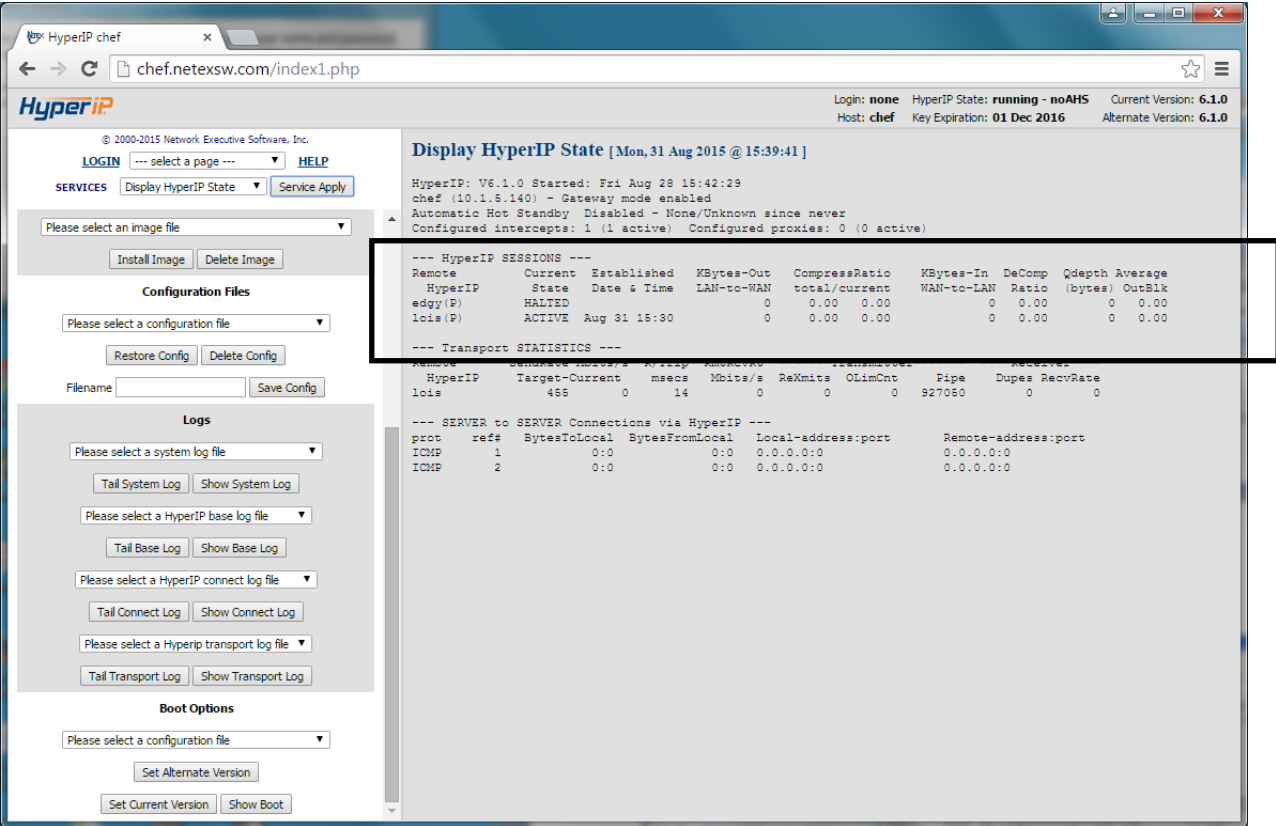 HyperIP chef
chef.netexsw.com/index1.php
HyperIP
Login: none HyperIP State: running - noAHS Current Version: 6.1.0
Host: chef Key Expiration: 01 Dec 2016 Alternate Version: 6.1.0
© 2000-2015 Network Executive Software, Inc.
LOGIN --- select a page --- HELP
SERVICES Display HyperIP State Service Apply
Please select an image file
Install Image Delete Image
Configuration Files
Please select a configuration file
Restore Config Delete Config
Filename Save Config
Logs
Please select a system log file
Tail System Log Show System Log
Please select a HyperIP base log file
Tail Base Log Show Base Log
Please select a HyperIP connect log file
Tail Connect Log Show Connect Log
Please select a Hyperip transport log file
Tail Transport Log Show Transport Log
Boot Options
Please select a configuration file
Set Alternate Version
Set Current Version Show Boot
Display HyperIP State [ Mon, 31 Aug 2015 @ 15:39:41 ]
HyperIP: V6.1.0 Started: Fri Aug 28 15:42:29
chef (10.1.5.140) - Gateway mode enabled
Automatic Hot Standby Disabled - None/Unknown since never
Configured intercepts: 1 (1 active) Configured proxies: 0 (0 active)
--- HyperIP SESSIONS ---
Remote Current Established KBytes-Out CompressRatio KBytes-In DeComp Qdepth Average
HyperIP State Date & Time LAN-to-WAN total/current WAN-to-LAN Ratio (bytes) OutBlk
edgy(P) HALTED 0 0.00 0.00 0 0.00 0 0.00
lois(P) ACTIVE Aug 31 15:30 0 0.00 0.00 0 0.00 0 0.00
--- Transport STATISTICS ---
HyperIP Target-Current msecs Mbits/s ReXmits OLimCnt Pipe Dupes RecvRate
lois 455 0 14 0 0 0 927050 0 0
--- SERVER to SERVER Connections via HyperIP ---
prot ref# BytesToLocal BytesFromLocal Local-address:port Remote-address:port
ICMP 1 0:0 0:0 0.0.0.0:0 0.0.0.0:0
ICMP 2 0:0 0:0 0.0.0.0:0 0.0.0.0:0